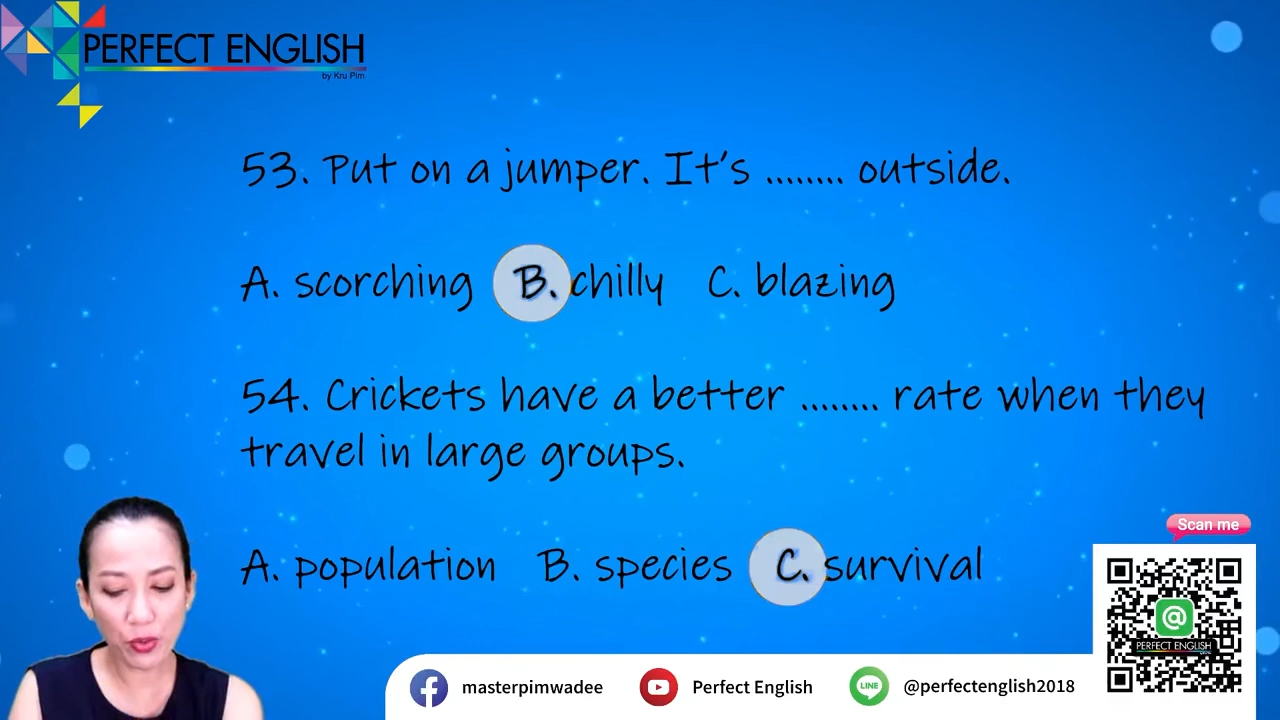 PERFECT ENGLISH
by Kru Pim
53. Put on a jumper. It's ........ outside.
A. scorching B. chilly C. blazing
54. Crickets have a better ........ rate when they
travel in large groups.
A. population B. species C. survival
Scan me
@
PERFECT ENGLISH
masterpimwadee
Perfect English
LINE
@perfectenglish2018